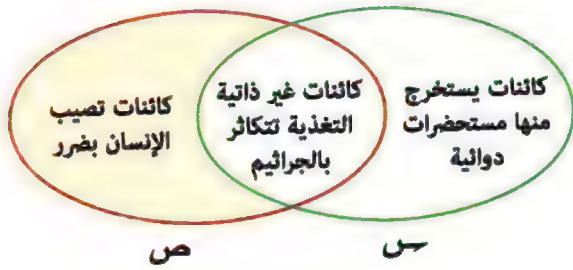 كائنات يستخرج
منها مستحضرات
دوائية
كائنات غير ذاتية
التغذية تتكاثر
بالجراثيم
كائنات تصيب
الإنسان بضرر
س
ص